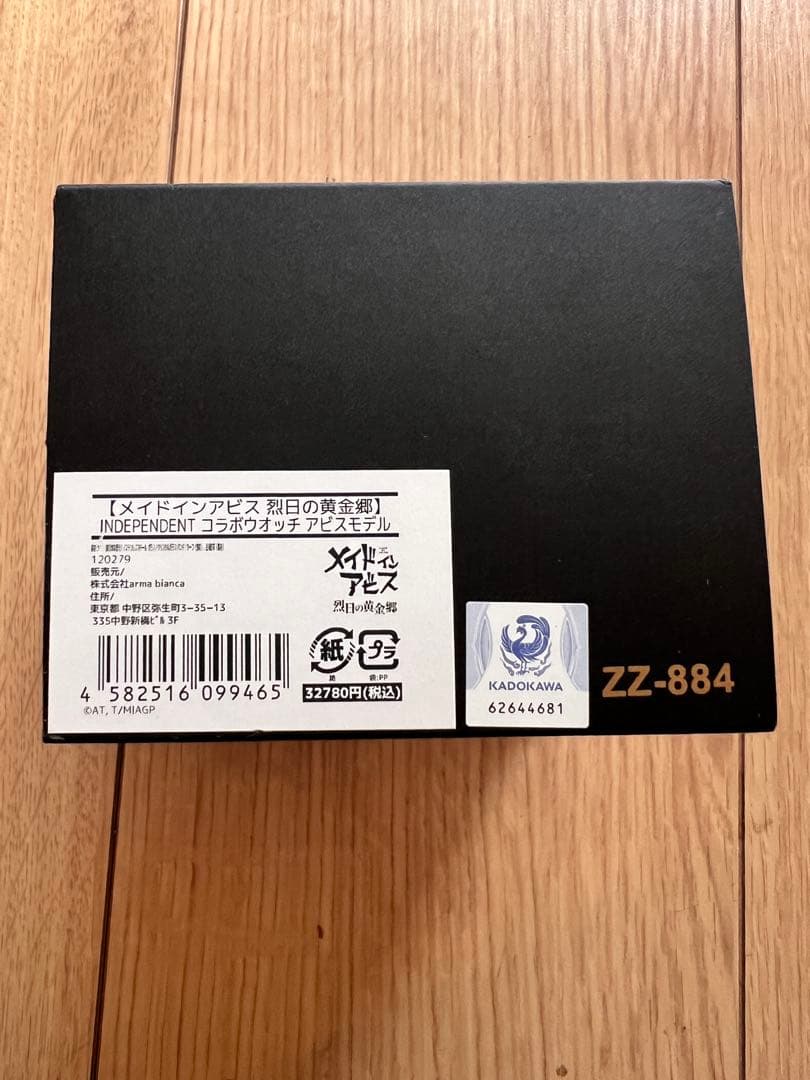 【メイドインアビス 烈日の黄金郷】
INDEPENDENT コラボウオッチ アビスモデル
120279
販売元/
株式会社arma bianca
住所/
東京都 中野区弥生町3-35-13
335中野新橋ﾋﾞﾙ 3F
メイドイン
アビス
烈日の黄金郷
紙 プラ
箱 袋:PP
4 582516 099465
32780円(税込)
©AT, T/MIAGP
KADOKAWA
62644681
ZZ-884